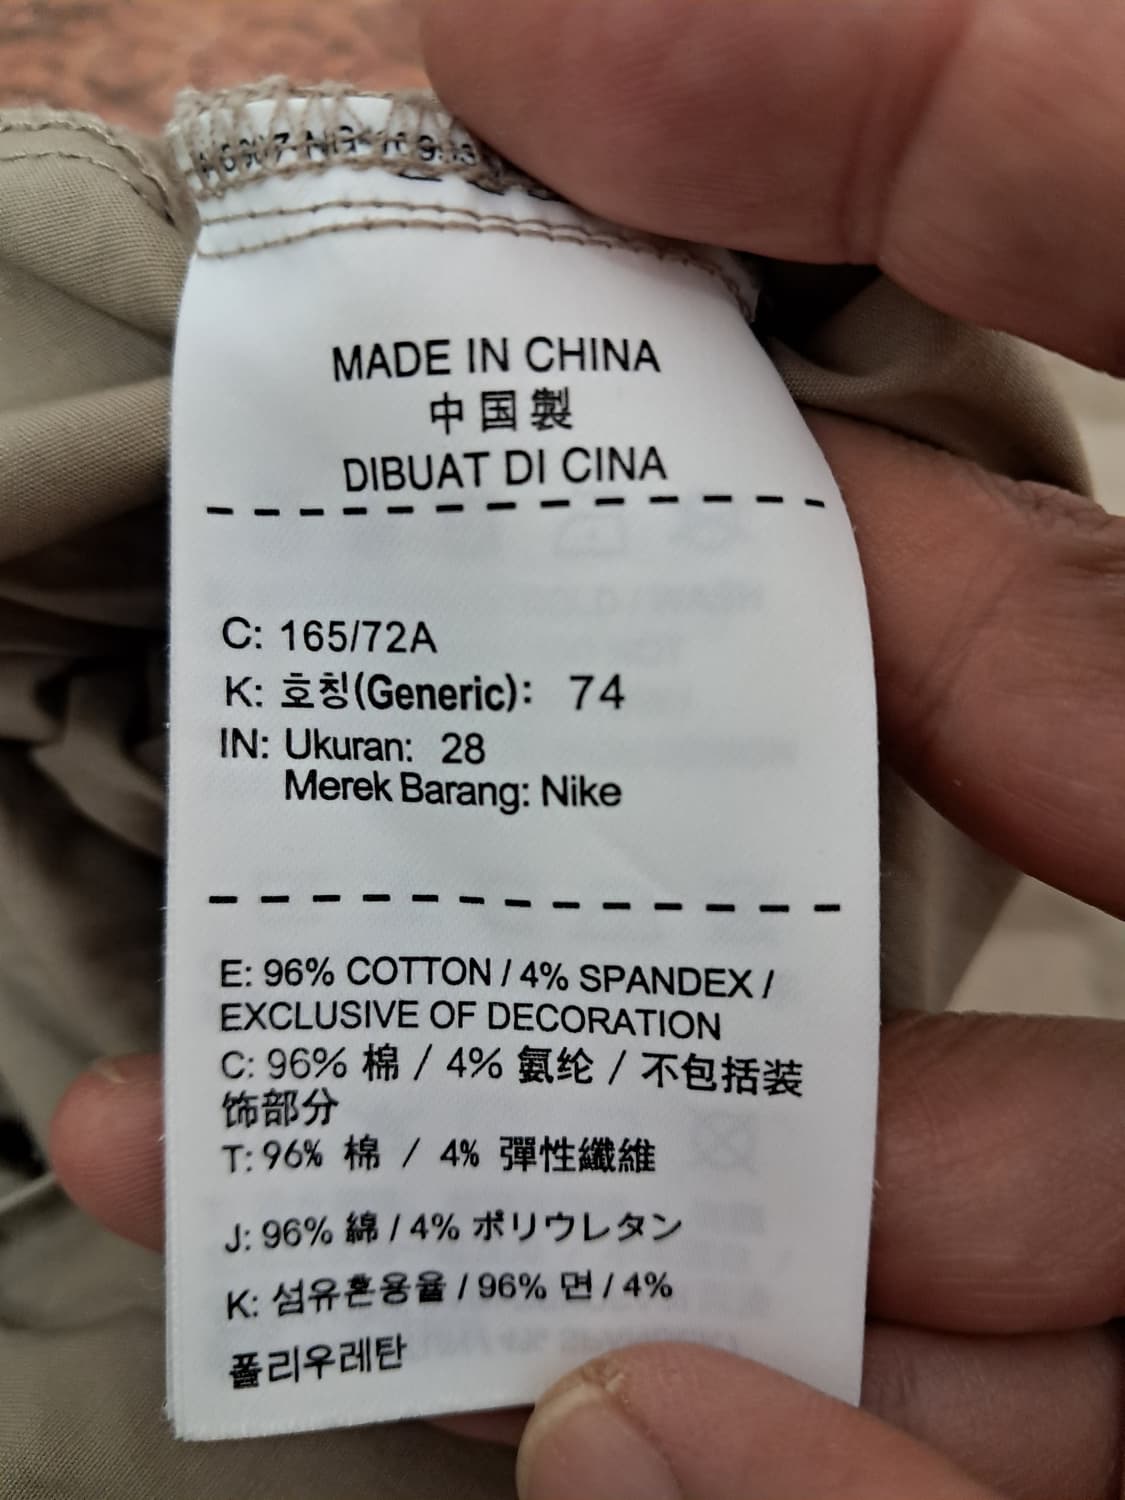 MADE IN CHINA
中国製
DIBUAT DI CINA
C: 165/72A
K: 호칭(Generic): 74
IN: Ukuran: 28
Merek Barang: Nike
E: 96% COTTON / 4% SPANDEX /
EXCLUSIVE OF DECORATION
C: 96% 棉 / 4% 氨纶 / 不包括装
饰部分
T: 96% 棉 / 4% 彈性纖維
J: 96% 綿 / 4% ポリウレタン
K: 섬유혼용율 / 96% 면 / 4%
폴리우레탄